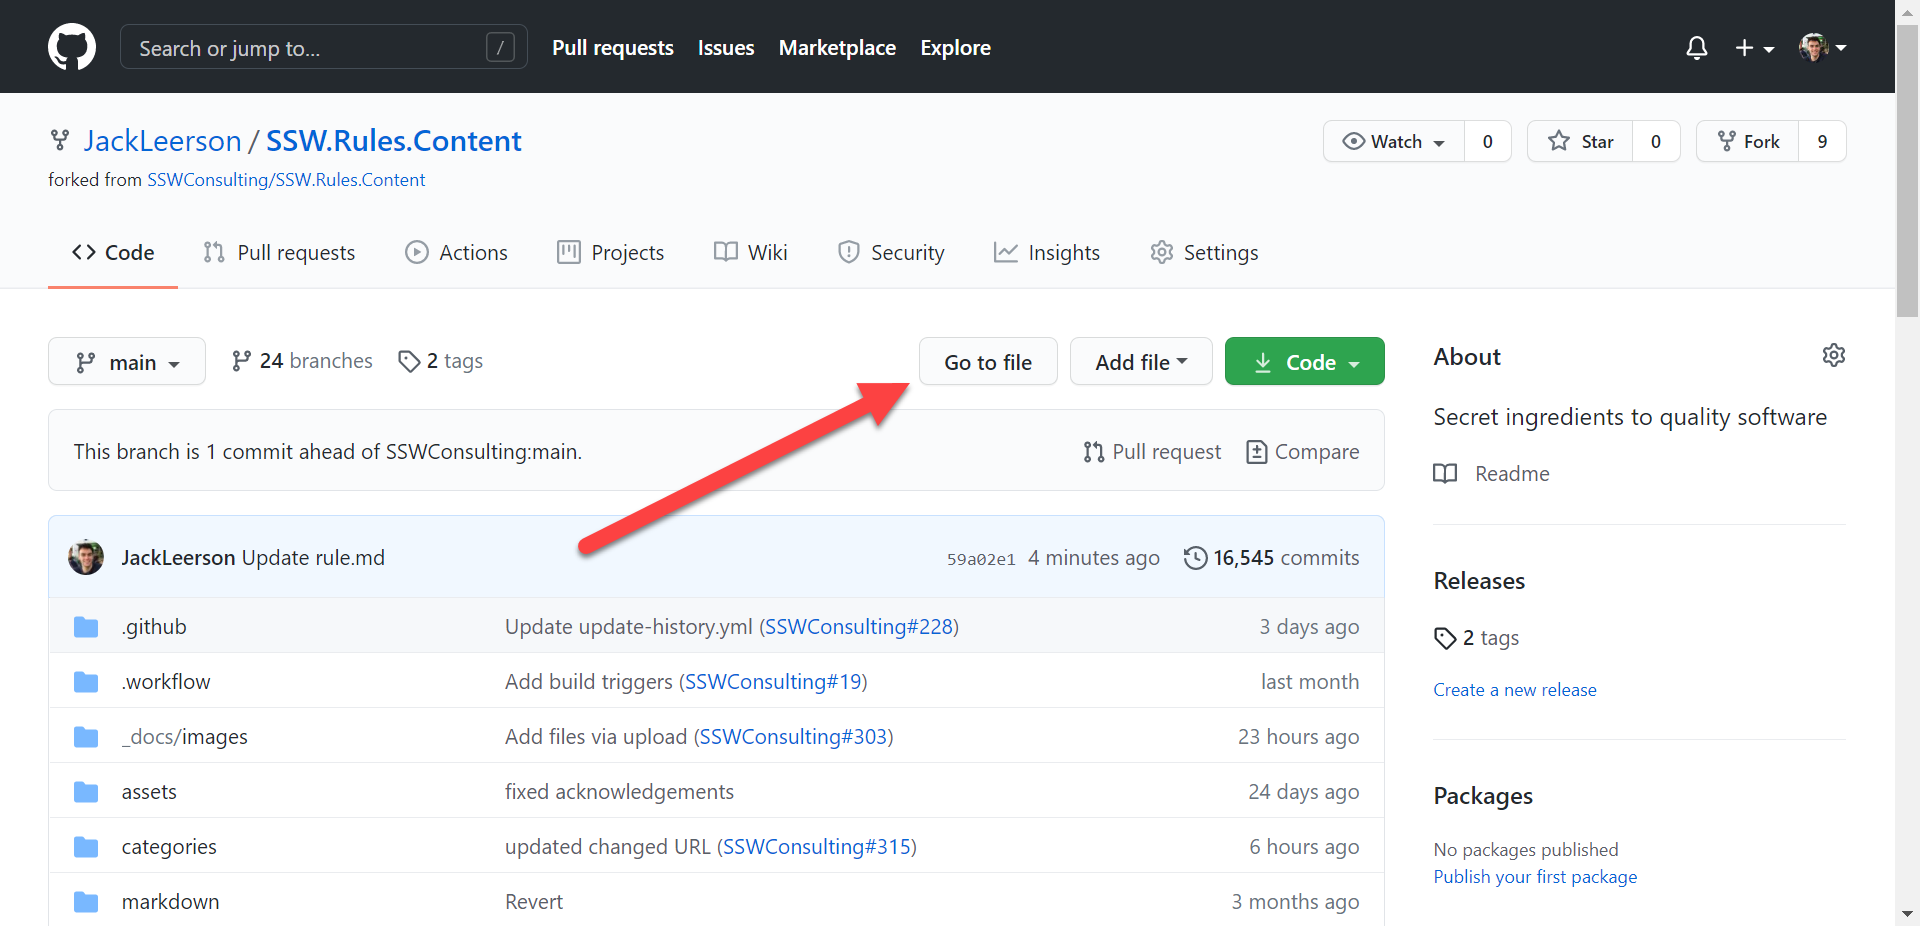 Search or jump to... /
Pull requests Issues Marketplace Explore
JackLeerson / SSW.Rules.Content
Watch 0 Star 0 Fork 9
forked from SSWConsulting/SSW.Rules.Content
Code Pull requests Actions Projects Wiki Security Insights Settings
main 24 branches 2 tags Go to file Add file Code
This branch is 1 commit ahead of SSWConsulting:main. Pull request Compare
JackLeerson Update rule.md 59a02e1 4 minutes ago 16,545 commits
.github Update update-history.yml (SSWConsulting#228) 3 days ago
.workflow Add build triggers (SSWConsulting#19) last month
_docs/images Add files via upload (SSWConsulting#303) 23 hours ago
assets fixed acknowledgements 24 days ago
categories updated changed URL (SSWConsulting#315) 6 hours ago
markdown Revert 3 months ago
About
Secret ingredients to quality software
Readme
Releases
2 tags
Create a new release
Packages
No packages published
Publish your first package